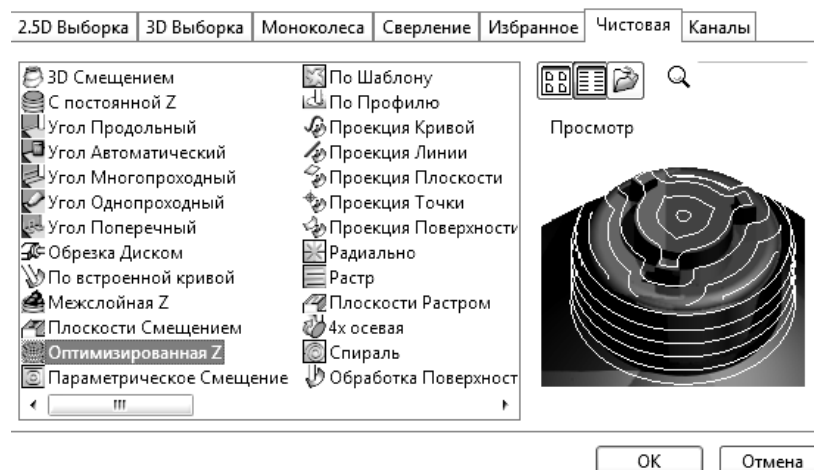 2.5D Выборка 3D Выборка Моноколеса Сверление Избранное Чистовая Каналы
3D Смещением
С постоянной Z
Угол Продольный
Угол Автоматический
Угол Многопроходный
Угол Однопроходный
Угол Поперечный
Обрезка Диском
По встроенной кривой
Межслойная Z
Плоскости Смещением
Оптимизированная Z
Параметрическое Смещение
По Шаблону
По Профилю
Проекция Кривой
Проекция Линии
Проекция Плоскости
Проекция Точки
Проекция Поверхности
Радиально
Растр
Плоскости Растром
4х осевая
Спираль
Обработка Поверхност
Просмотр
OK Отмена